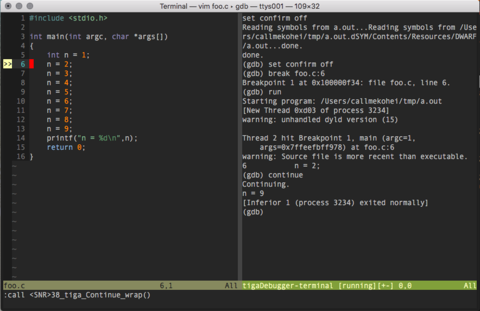 Terminal — vim foo.c • gdb — ttys001 — 109×32
1 #include <stdio.h>
2
3 int main(int argc, char *args[])
4 {
5     int n = 1;
>> 6     n = 2;
7     n = 3;
8     n = 4;
9     n = 5;
10     n = 6;
11     n = 7;
12     n = 8;
13     n = 9;
14     printf("n = %d\n",n);
15     return 0;
16 }
foo.c 6,1 All
:call <SNR>38_tiga_Continue_wrap()
set confirm off
Reading symbols from a.out...Reading symbols from /User
s/callmekohei/tmp/a.out.dSYM/Contents/Resources/DWARF
/a.out...done.
done.
(gdb) set confirm off
(gdb) break foo.c:6
Breakpoint 1 at 0x100000f34: file foo.c, line 6.
(gdb) run
Starting program: /Users/callmekohei/tmp/a.out
[New Thread 0xd03 of process 3234]
warning: unhandled dyld version (15)

Thread 2 hit Breakpoint 1, main (argc=1,
    args=0x7ffeefbff978) at foo.c:6
warning: Source file is more recent than executable.
6           n = 2;
(gdb) continue
Continuing.
n = 9
[Inferior 1 (process 3234) exited normally]
(gdb)
tigaDebugger-terminal [running][+-] 0,0 All